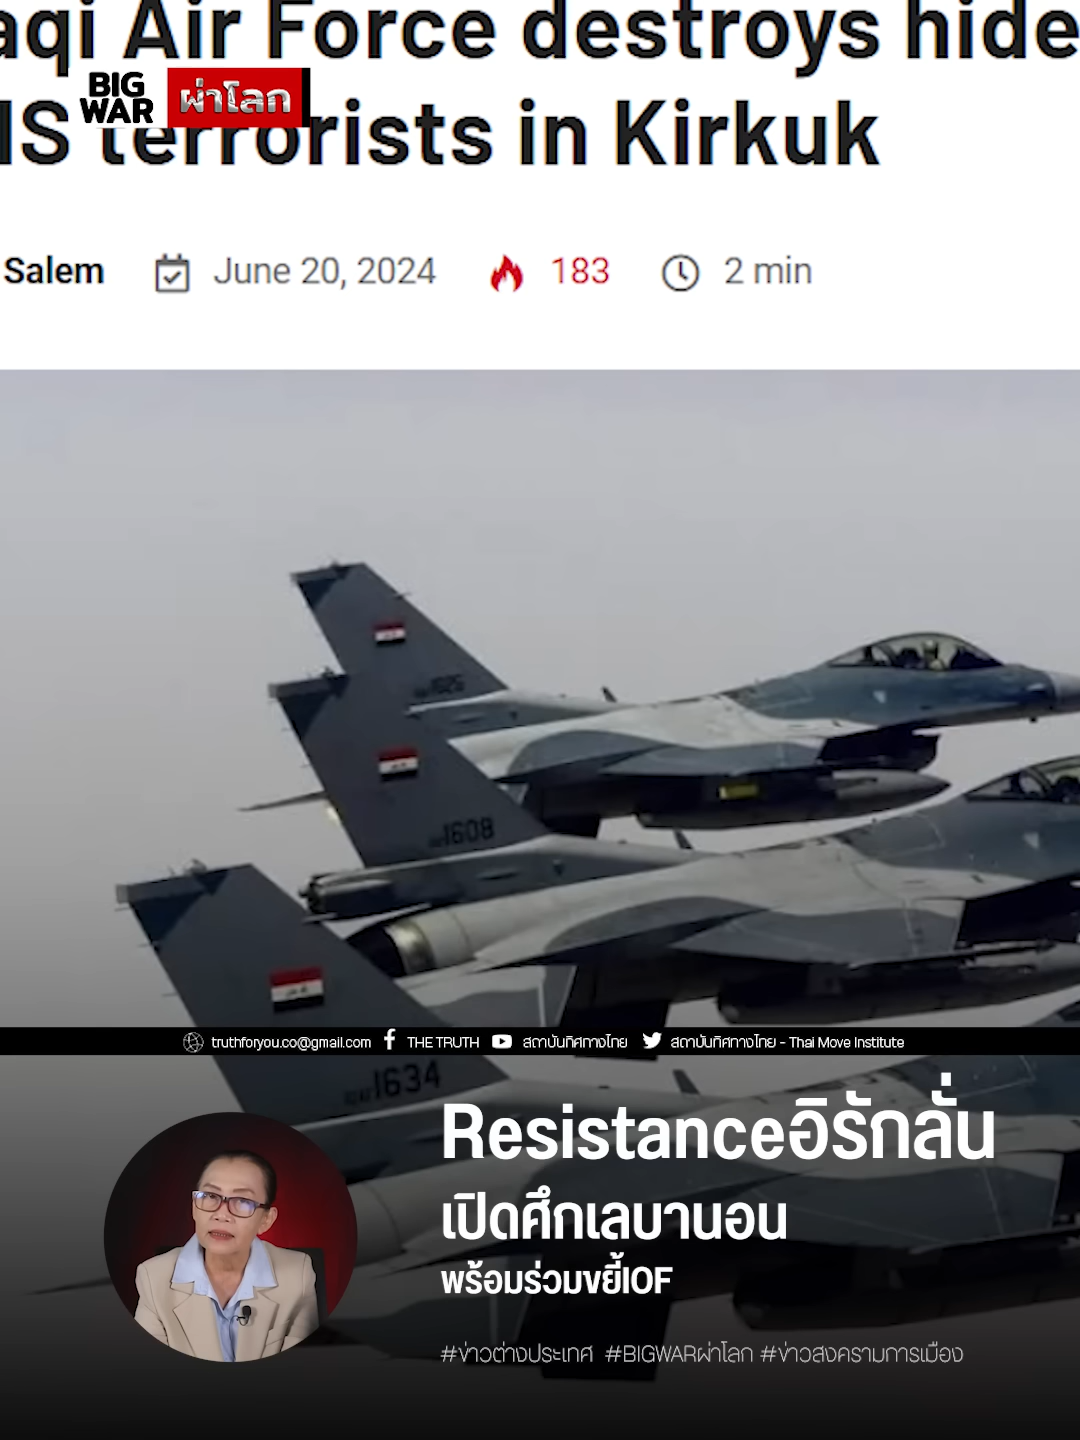 aqi Air Force destroys hide
BIG WAR ผ่าโลก
IS terrorists in Kirkuk
Salem June 20, 2024 183 2 min
1625
1608
1634
truthforyou.co@gmail.com THE TRUTH สถาบันทิศทางไทย สถาบันทิศทางไทย - Thai Move Institute
Resistanceอิรักลั่น
เปิดศึกเลบานอน
พร้อมร่วมขยี้IOF
#ข่าวต่างประเทศ #BIGWARผ่าโลก #ข่าวสงครามการเมือง